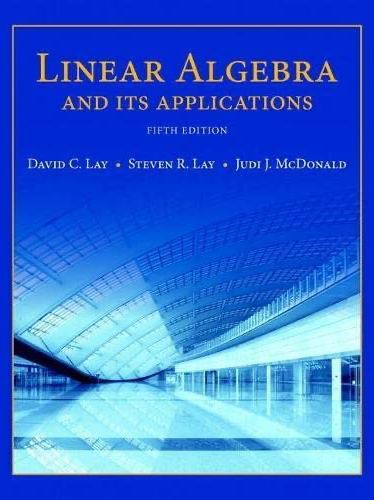 LINEAR ALGEBRA
AND ITS APPLICATIONS
FIFTH EDITION
DAVID C. LAY • STEVEN R. LAY • JUDI J. MCDONALD